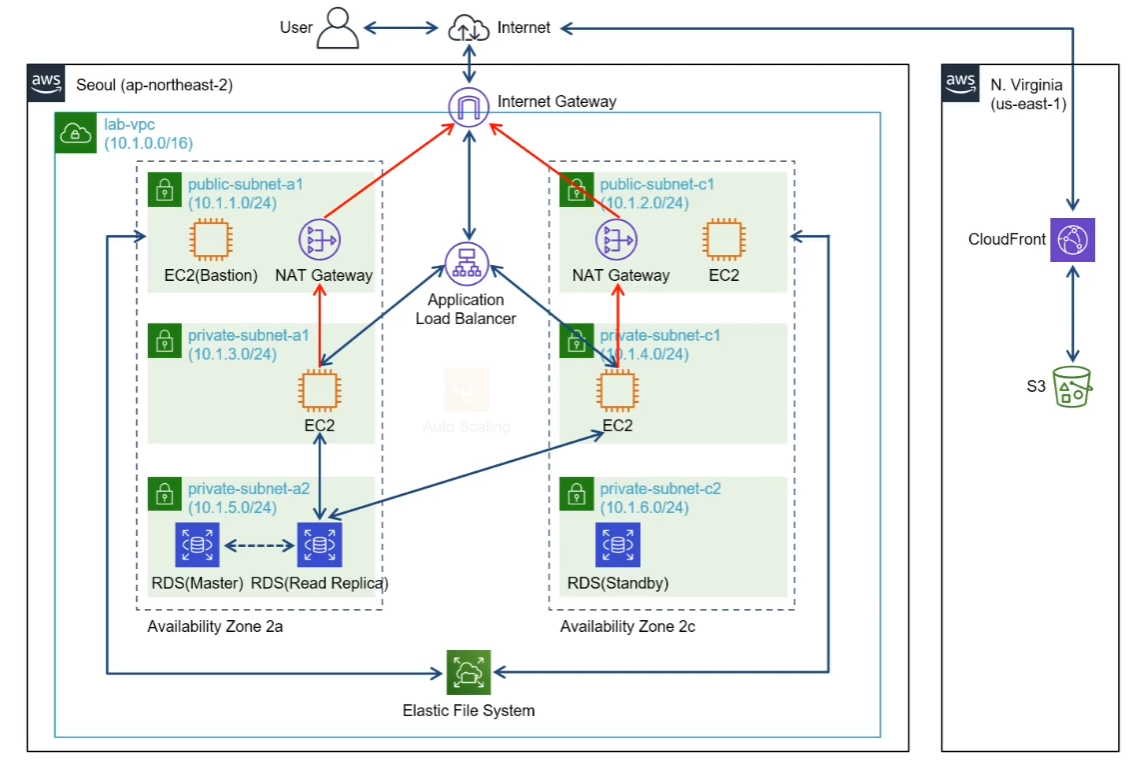 User
Internet
aws
Seoul (ap-northeast-2)
aws
N. Virginia
(us-east-1)
Internet Gateway
lab-vpc
(10.1.0.0/16)
public-subnet-a1
(10.1.1.0/24)
public-subnet-c1
(10.1.2.0/24)
EC2(Bastion)
NAT Gateway
NAT Gateway
EC2
CloudFront
Application
Load Balancer
private-subnet-a1
(10.1.3.0/24)
private-subnet-c1
(10.1.4.0/24)
EC2
Auto Scaling
EC2
S3
private-subnet-a2
(10.1.5.0/24)
private-subnet-c2
(10.1.6.0/24)
RDS(Master)
RDS(Read Replica)
RDS(Standby)
Availability Zone 2a
Availability Zone 2c
Elastic File System